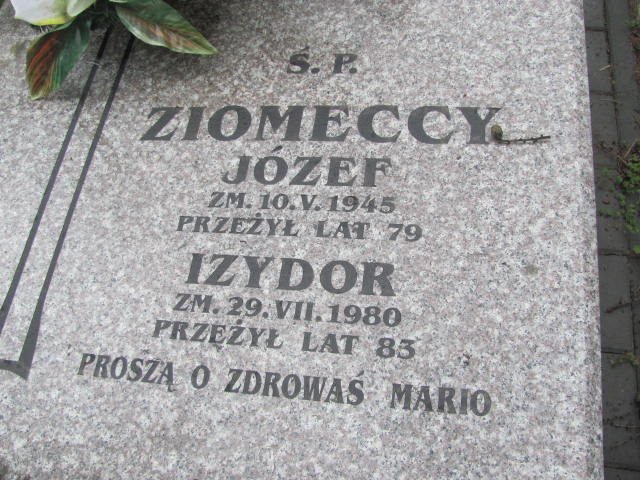 Ś. P.
ZIOMECCY
JÓZEF
ZM. 10. V. 1945
PRZEŻYŁ LAT 79
IZYDOR
ZM. 29. VII. 1980
PRZEŻYŁ LAT 83
PROSZĄ O ZDROWAŚ MARIO